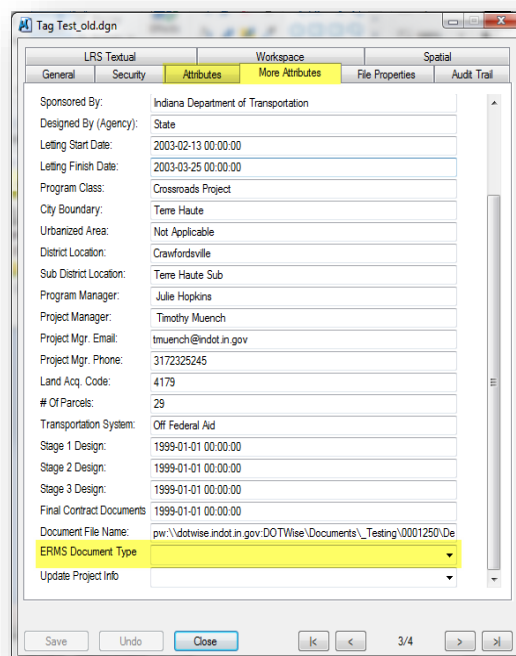 Tag Test_old.dgn
LRS Textual Workspace Spatial
General Security Attributes More Attributes File Properties Audit Trail
Sponsored By: Indiana Department of Transportation
Designed By (Agency): State
Letting Start Date: 2003-02-13 00:00:00
Letting Finish Date: 2003-03-25 00:00:00
Program Class: Crossroads Project
City Boundary: Terre Haute
Urbanized Area: Not Applicable
District Location: Crawfordsville
Sub District Location: Terre Haute Sub
Program Manager: Julie Hopkins
Project Manager: Timothy Muench
Project Mgr. Email: tmuench@indot.in.gov
Project Mgr. Phone: 3172325245
Land Acq. Code: 4179
# Of Parcels: 29
Transportation System: Off Federal Aid
Stage 1 Design: 1999-01-01 00:00:00
Stage 2 Design: 1999-01-01 00:00:00
Stage 3 Design: 1999-01-01 00:00:00
Final Contract Documents 1999-01-01 00:00:00
Document File Name: pw:\\dotwise.indot.in.gov:DOTWise\Documents\_Testing\0001250\De
ERMS Document Type
Update Project Info
Save Undo Close |< < 3/4 > >|